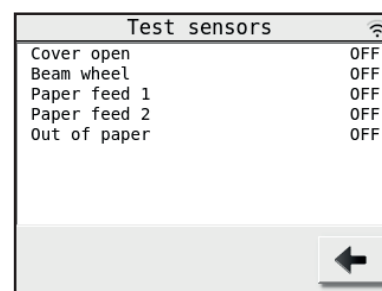 Test sensors
Cover open OFF
Beam wheel OFF
Paper feed 1 OFF
Paper feed 2 OFF
Out of paper OFF